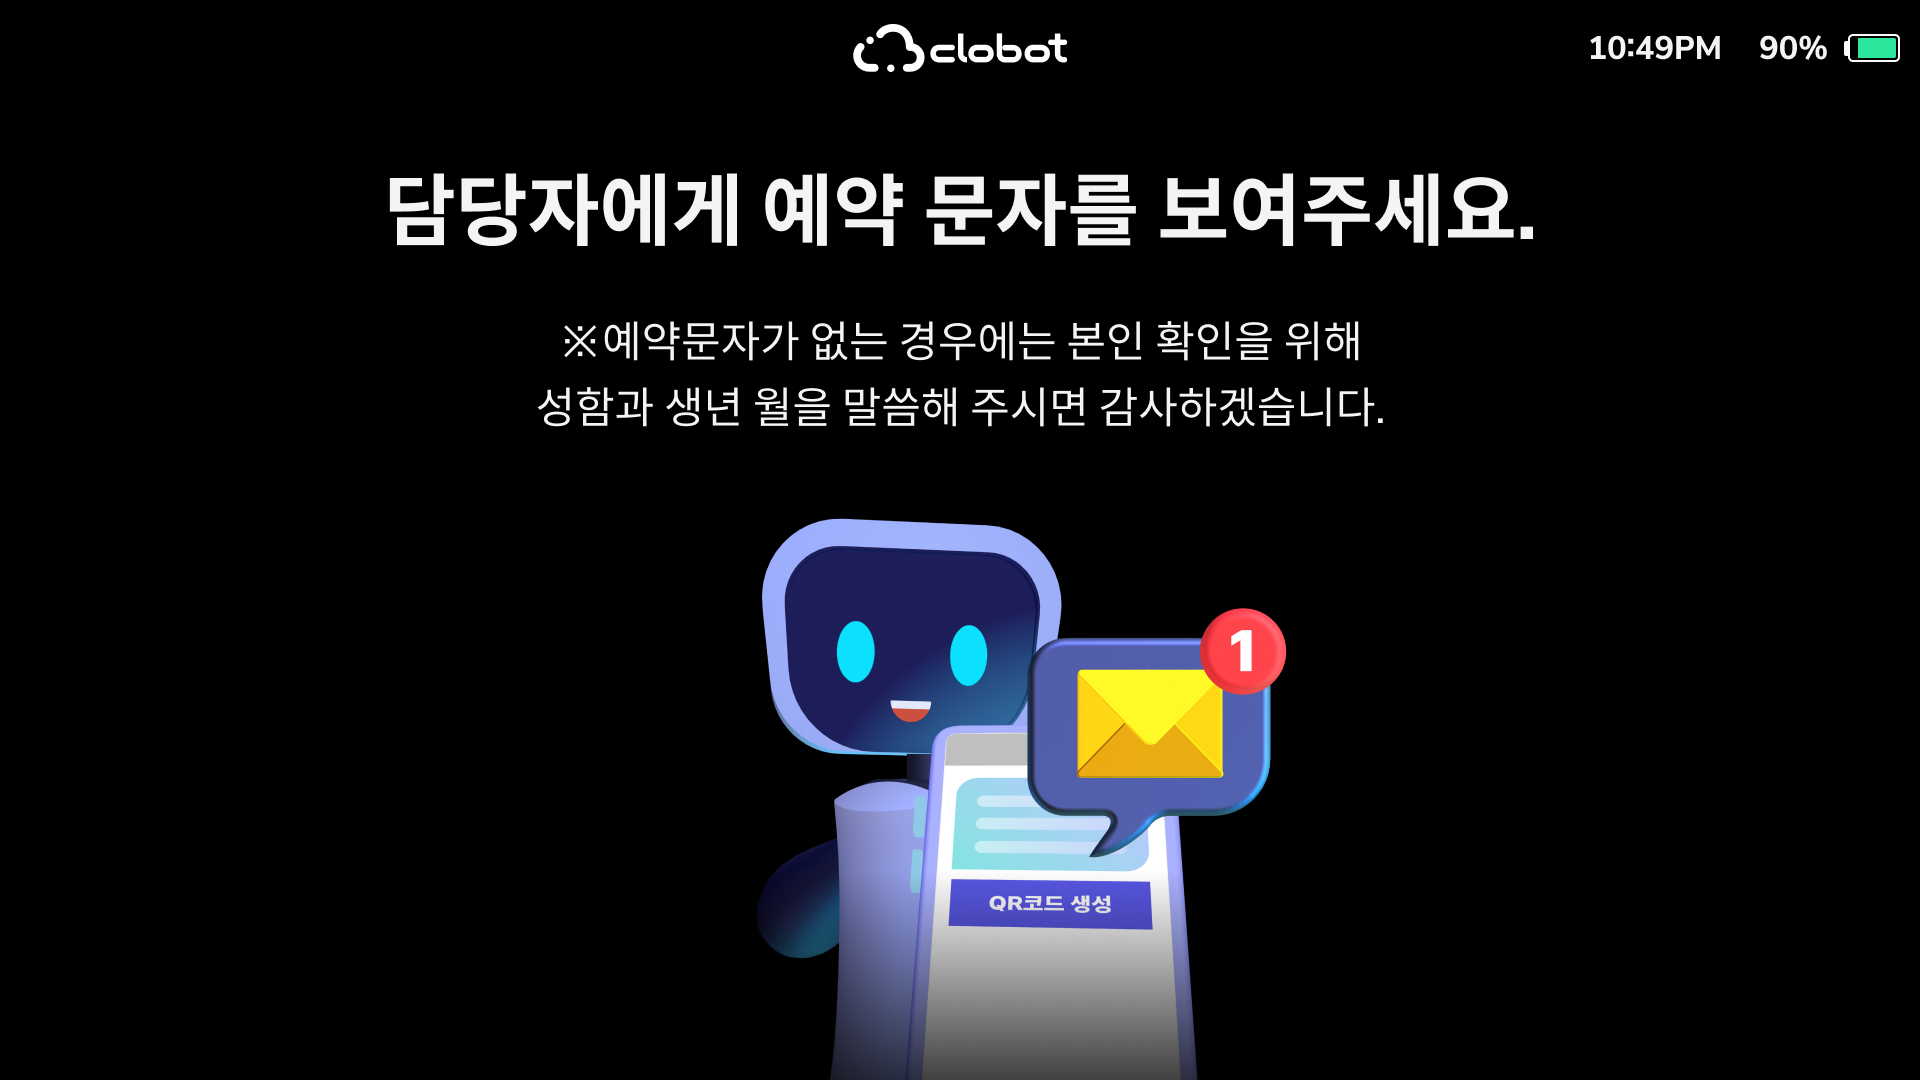 clobot
10:49PM 90%
담당자에게 예약 문자를 보여주세요.
※예약문자가 없는 경우에는 본인 확인을 위해
성함과 생년 월을 말씀해 주시면 감사하겠습니다.
1
QR코드 생성